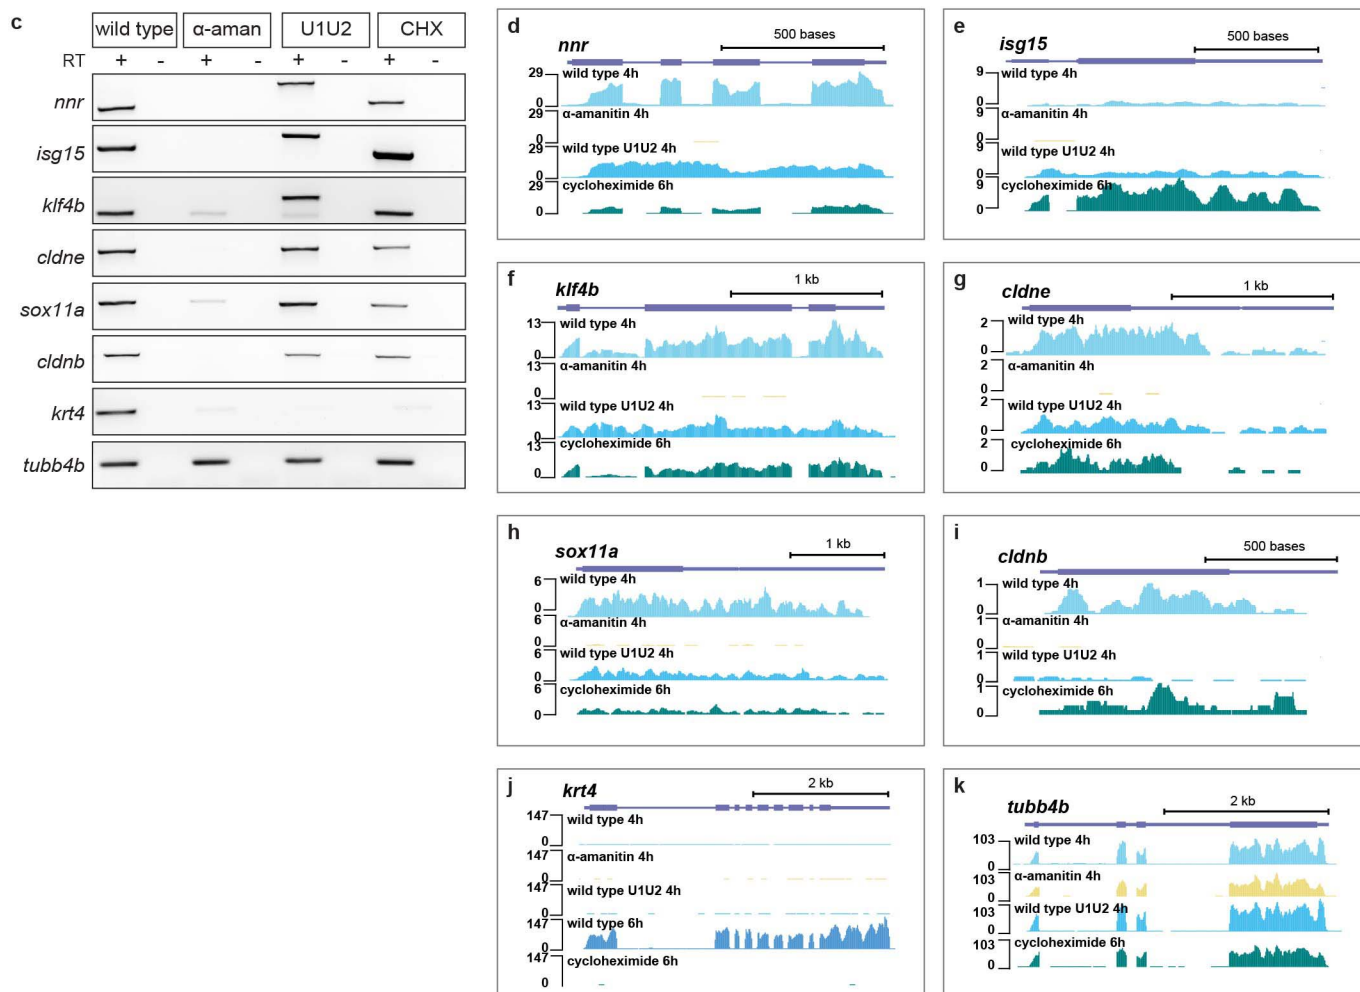 c
wild type α-aman U1U2 CHX
RT + - + - + - + -
nnr
isg15
klf4b
cldne
sox11a
cldnb
krt4
tubb4b
d
nnr
500 bases
29
0
wild type 4h
29
0
α-amanitin 4h
29
0
wild type U1U2 4h
29
0
cycloheximide 6h
e
isg15
500 bases
9
0
wild type 4h
9
0
α-amanitin 4h
9
0
wild type U1U2 4h
9
0
cycloheximide 6h
f
klf4b
1 kb
13
0
wild type 4h
13
0
α-amanitin 4h
13
0
wild type U1U2 4h
13
0
cycloheximide 6h
g
cldne
1 kb
2
0
wild type 4h
2
0
α-amanitin 4h
2
0
wild type U1U2 4h
2
0
cycloheximide 6h
h
sox11a
1 kb
6
0
wild type 4h
6
0
α-amanitin 4h
6
0
wild type U1U2 4h
6
0
cycloheximide 6h
i
cldnb
500 bases
1
0
wild type 4h
1
0
α-amanitin 4h
1
0
wild type U1U2 4h
1
0
cycloheximide 6h
j
krt4
2 kb
147
0
wild type 4h
147
0
α-amanitin 4h
147
0
wild type U1U2 4h
147
0
wild type 6h
147
0
cycloheximide 6h
k
tubb4b
2 kb
103
0
wild type 4h
103
0
α-amanitin 4h
103
0
wild type U1U2 4h
103
0
cycloheximide 6h